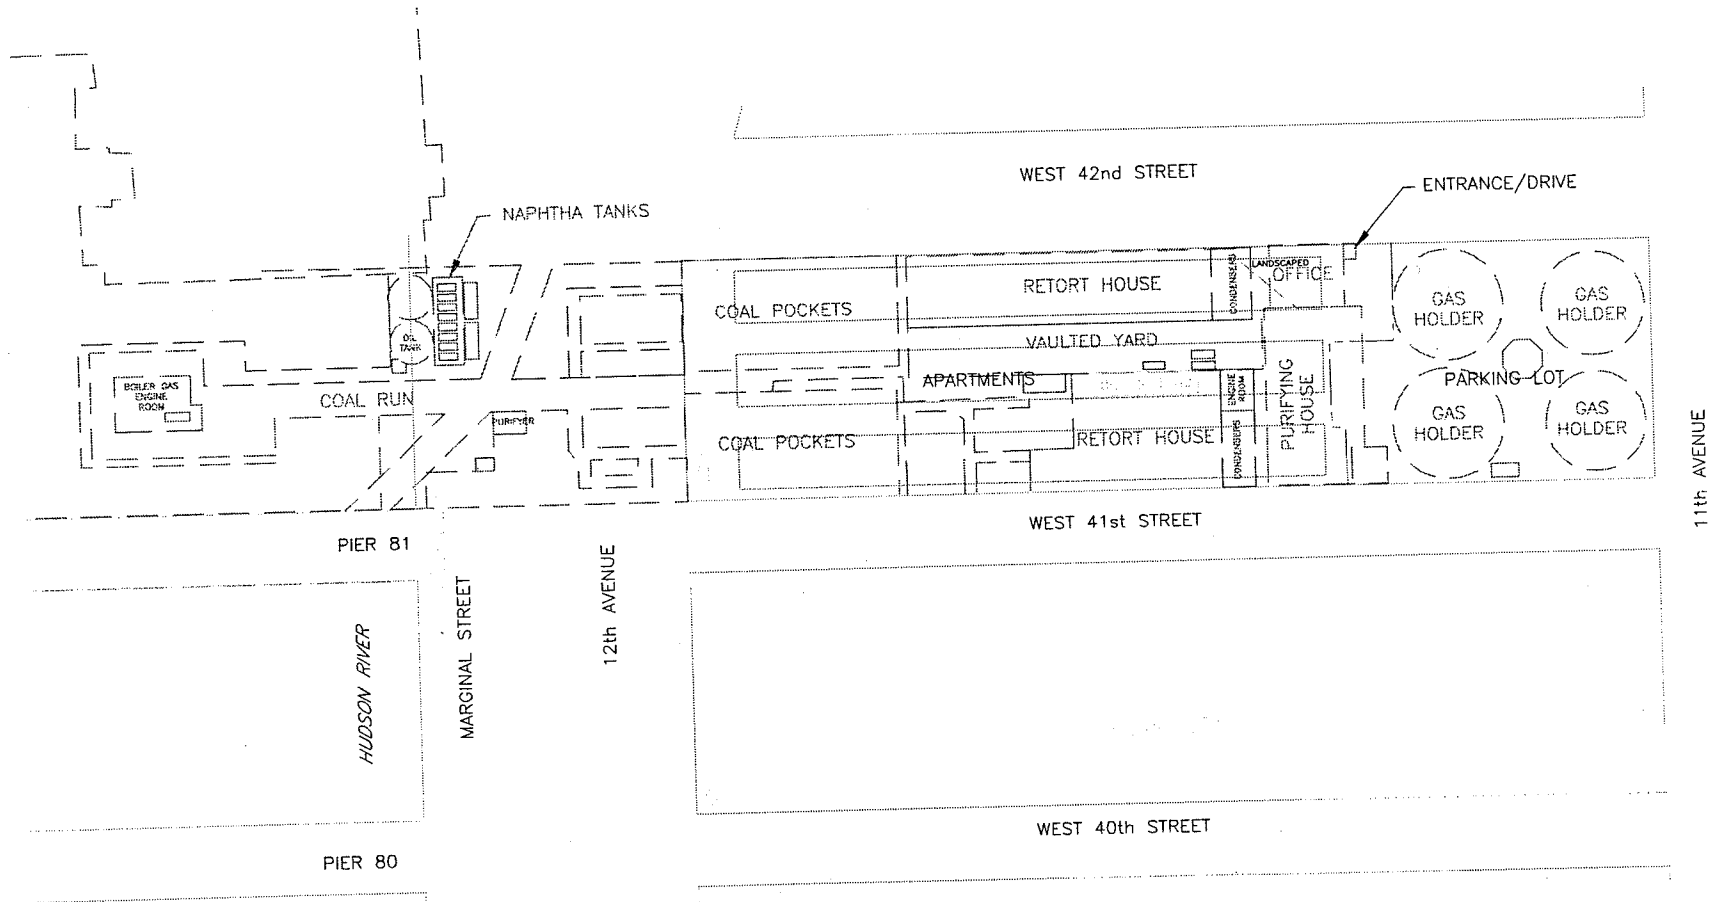 WEST 42nd STREET
ENTRANCE/DRIVE
NAPHTHA TANKS
CONDENSERS
LANDSCAPED
OFFICE
RETORT HOUSE
COAL POCKETS
GAS
HOLDER
GAS
HOLDER
OIL
TANK
VAULTED YARD
BOILER GAS
ENGINE
ROOM
COAL RUN
APARTMENTS
ENGINE
ROOM
PURIFYING
HOUSE
PARKING LOT
PURIFYER
COAL POCKETS
RETORT HOUSE
CONDENSERS
GAS
HOLDER
GAS
HOLDER
11th AVENUE
WEST 41st STREET
PIER 81
HUDSON RIVER
MARGINAL STREET
12th AVENUE
WEST 40th STREET
PIER 80